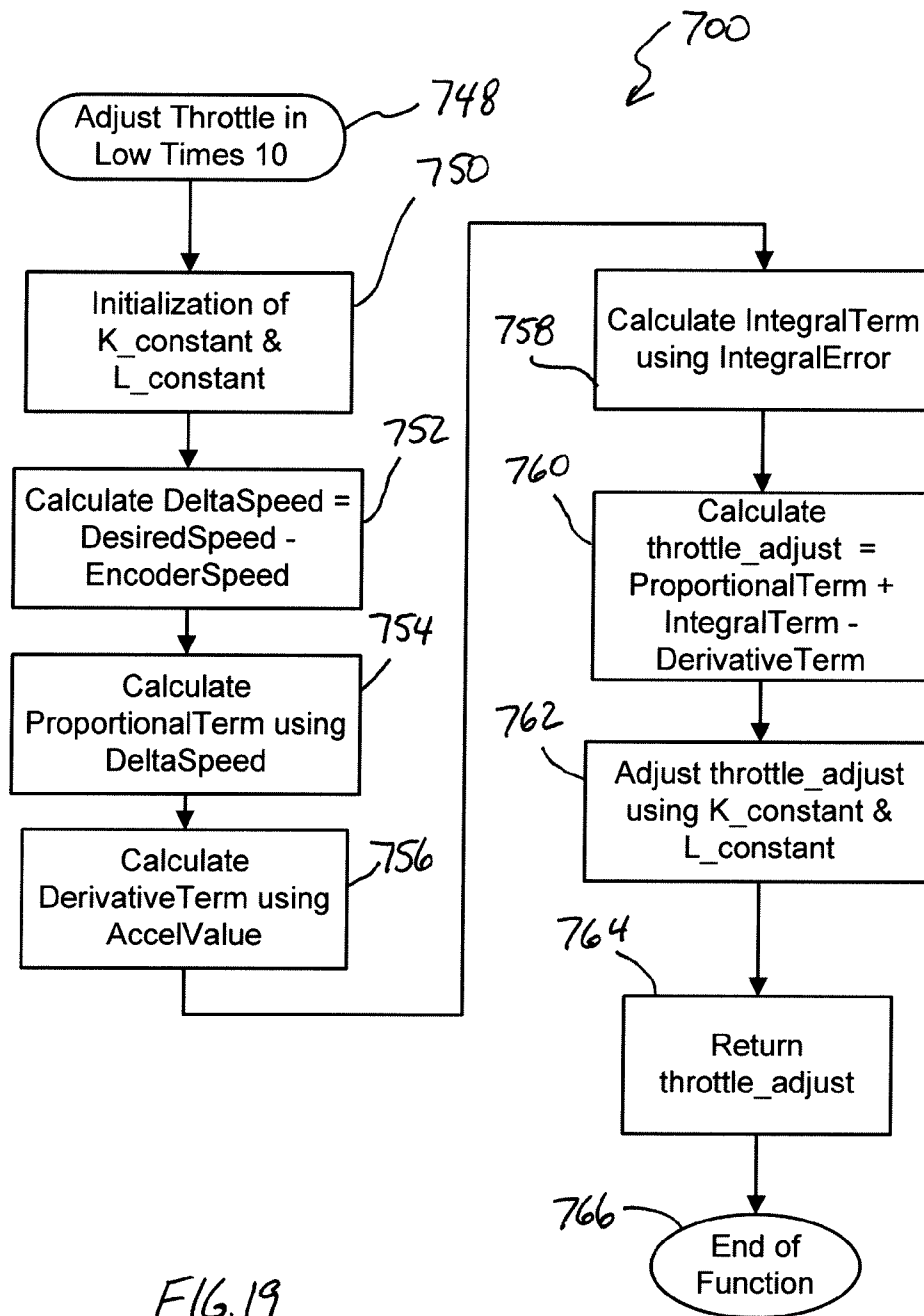 700
Adjust Throttle in
Low Times 10
748
750
Initialization of
K_constant &
L_constant
752
Calculate DeltaSpeed =
DesiredSpeed -
EncoderSpeed
754
Calculate
ProportionalTerm using
DeltaSpeed
756
Calculate
DerivativeTerm using
AccelValue
758
Calculate IntegralTerm
using IntegralError
760
Calculate
throttle_adjust =
ProportionalTerm +
IntegralTerm -
DerivativeTerm
762
Adjust throttle_adjust
using K_constant &
L_constant
764
Return
throttle_adjust
766
End of
Function
FIG.19